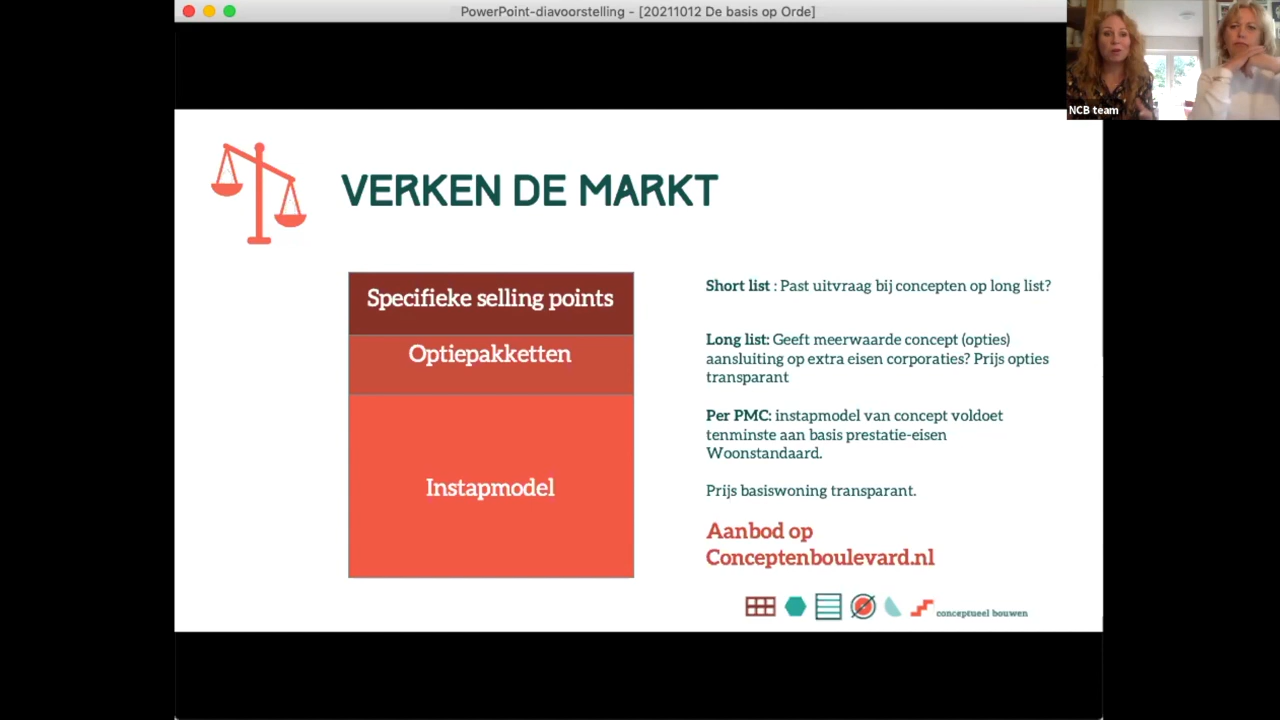 PowerPoint-diavoorstelling - [20211012 De basis op Orde]
NCB team
VERKEN DE MARKT
Specifieke selling points
Optiepakketten
Instapmodel
Short list : Past uitvraag bij concepten op long list?
Long list: Geeft meerwaarde concept (opties)
aansluiting op extra eisen corporaties? Prijs opties
transparant
Per PMC: instapmodel van concept voldoet
tenminste aan basis prestatie-eisen
Woonstandaard.
Prijs basiswoning transparant.
Aanbod op
Conceptenboulevard.nl
conceptueel bouwen